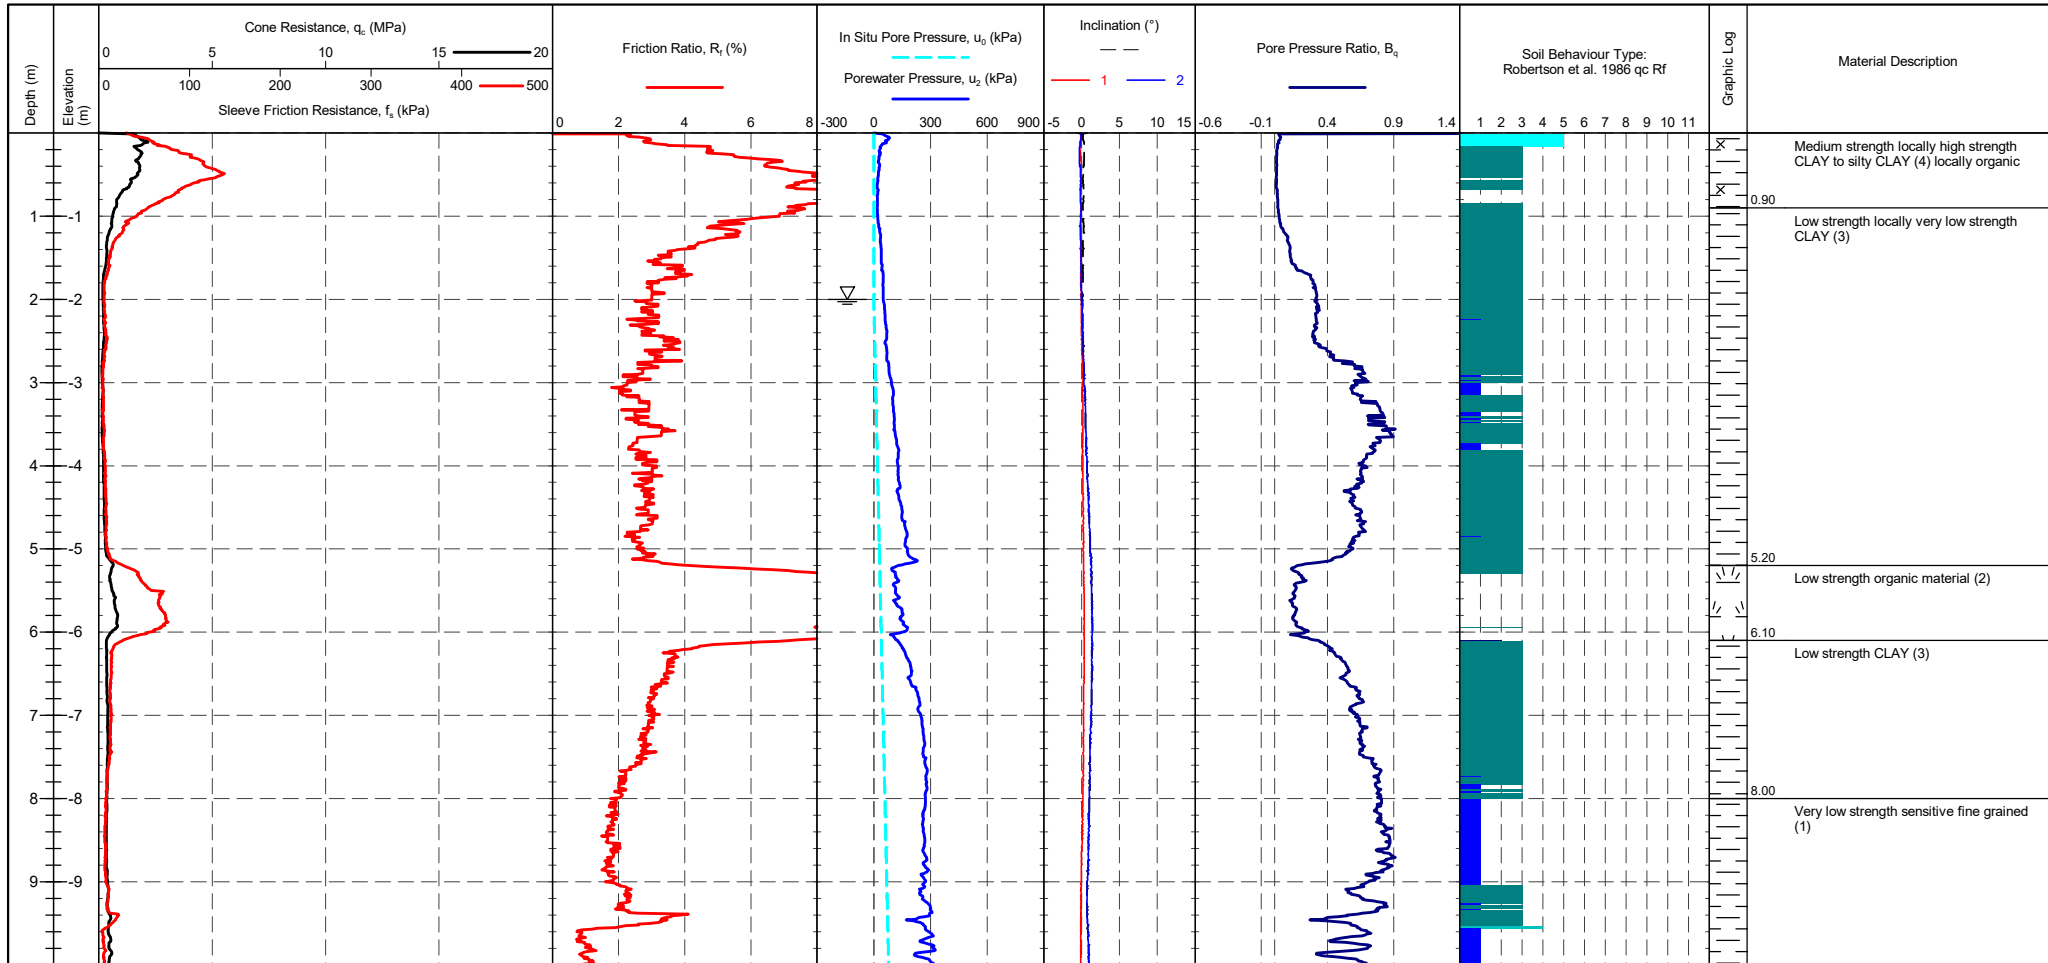 Depth (m)
Elevation (m)
Cone Resistance, qc (MPa)
0 5 10 15 20
0 100 200 300 400 500
Sleeve Friction Resistance, fs (kPa)
Friction Ratio, Rf (%)
0 2 4 6 8
In Situ Pore Pressure, u0 (kPa)
Porewater Pressure, u2 (kPa)
-300 0 300 600 900
Inclination (°)
1 2
-5 0 5 10 15
Pore Pressure Ratio, Bq
-0.6 -0.1 0.4 0.9 1.4
Soil Behaviour Type:
Robertson et al. 1986 qc Rf
1 2 3 4 5 6 7 8 9 10 11
Graphic Log
Material Description
Medium strength locally high strength
CLAY to silty CLAY (4) locally organic
0.90
Low strength locally very low strength
CLAY (3)
1 -1
2 -2
3 -3
4 -4
5 -5
5.20
Low strength organic material (2)
6 -6
6.10
Low strength CLAY (3)
7 -7
8 -8
8.00
Very low strength sensitive fine grained
(1)
9 -9